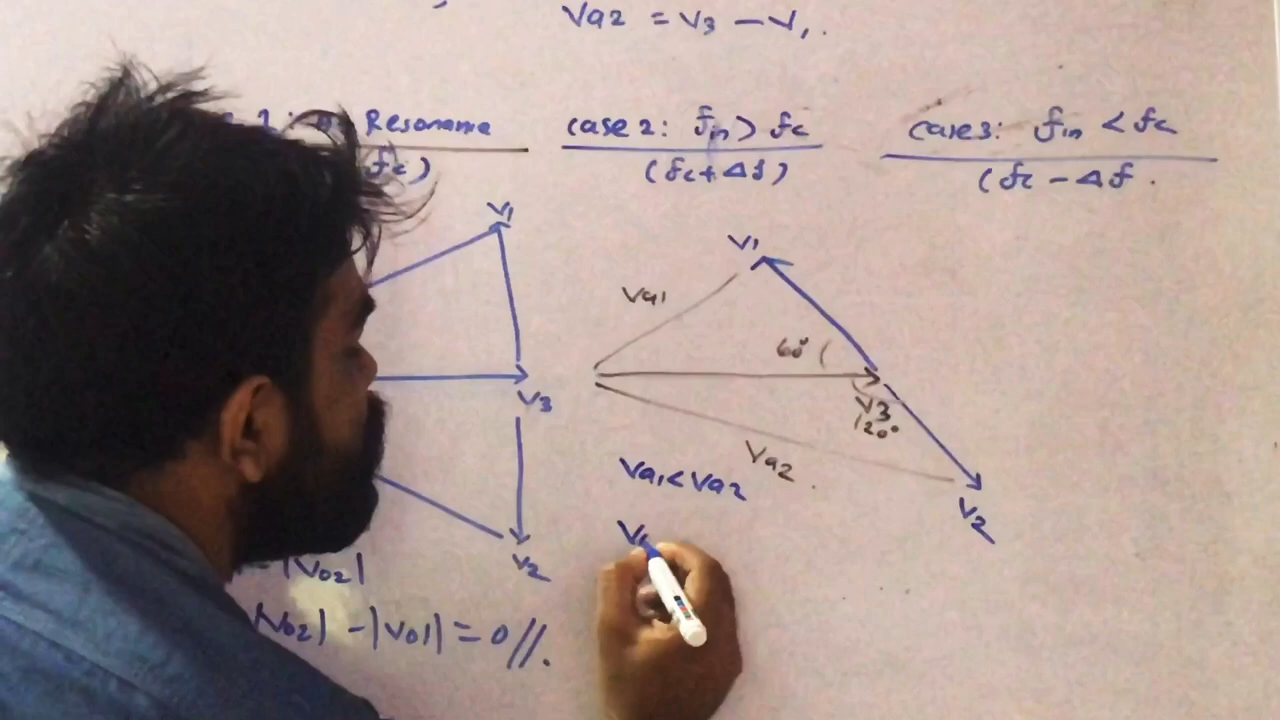 Va2 = V3 - V1.
1: Resonance
fc)
case 2: fin > fc
(fc + Δf)
case 3: fin < fc
(fc - Δf.
V1
V3
V2
|Vo2|
|Vo2| - |Vo1| = 0 //.
V1
Va1
60°
V3
120°
Va2.
V2
Va1 < Va2